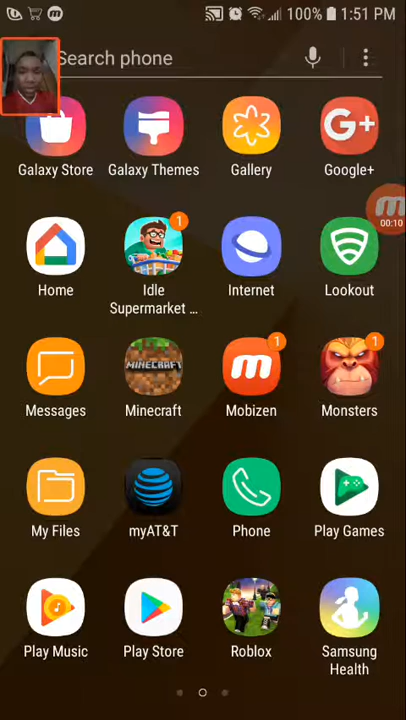 100% 1:51 PM
Search phone
Galaxy Store Galaxy Themes Gallery Google+
G+
00:10
1
Home Idle Supermarket ... Internet Lookout
MINECRAFT
1 1
Messages Minecraft Mobizen Monsters
My Files myAT&T Phone Play Games
Play Music Play Store Roblox Samsung Health